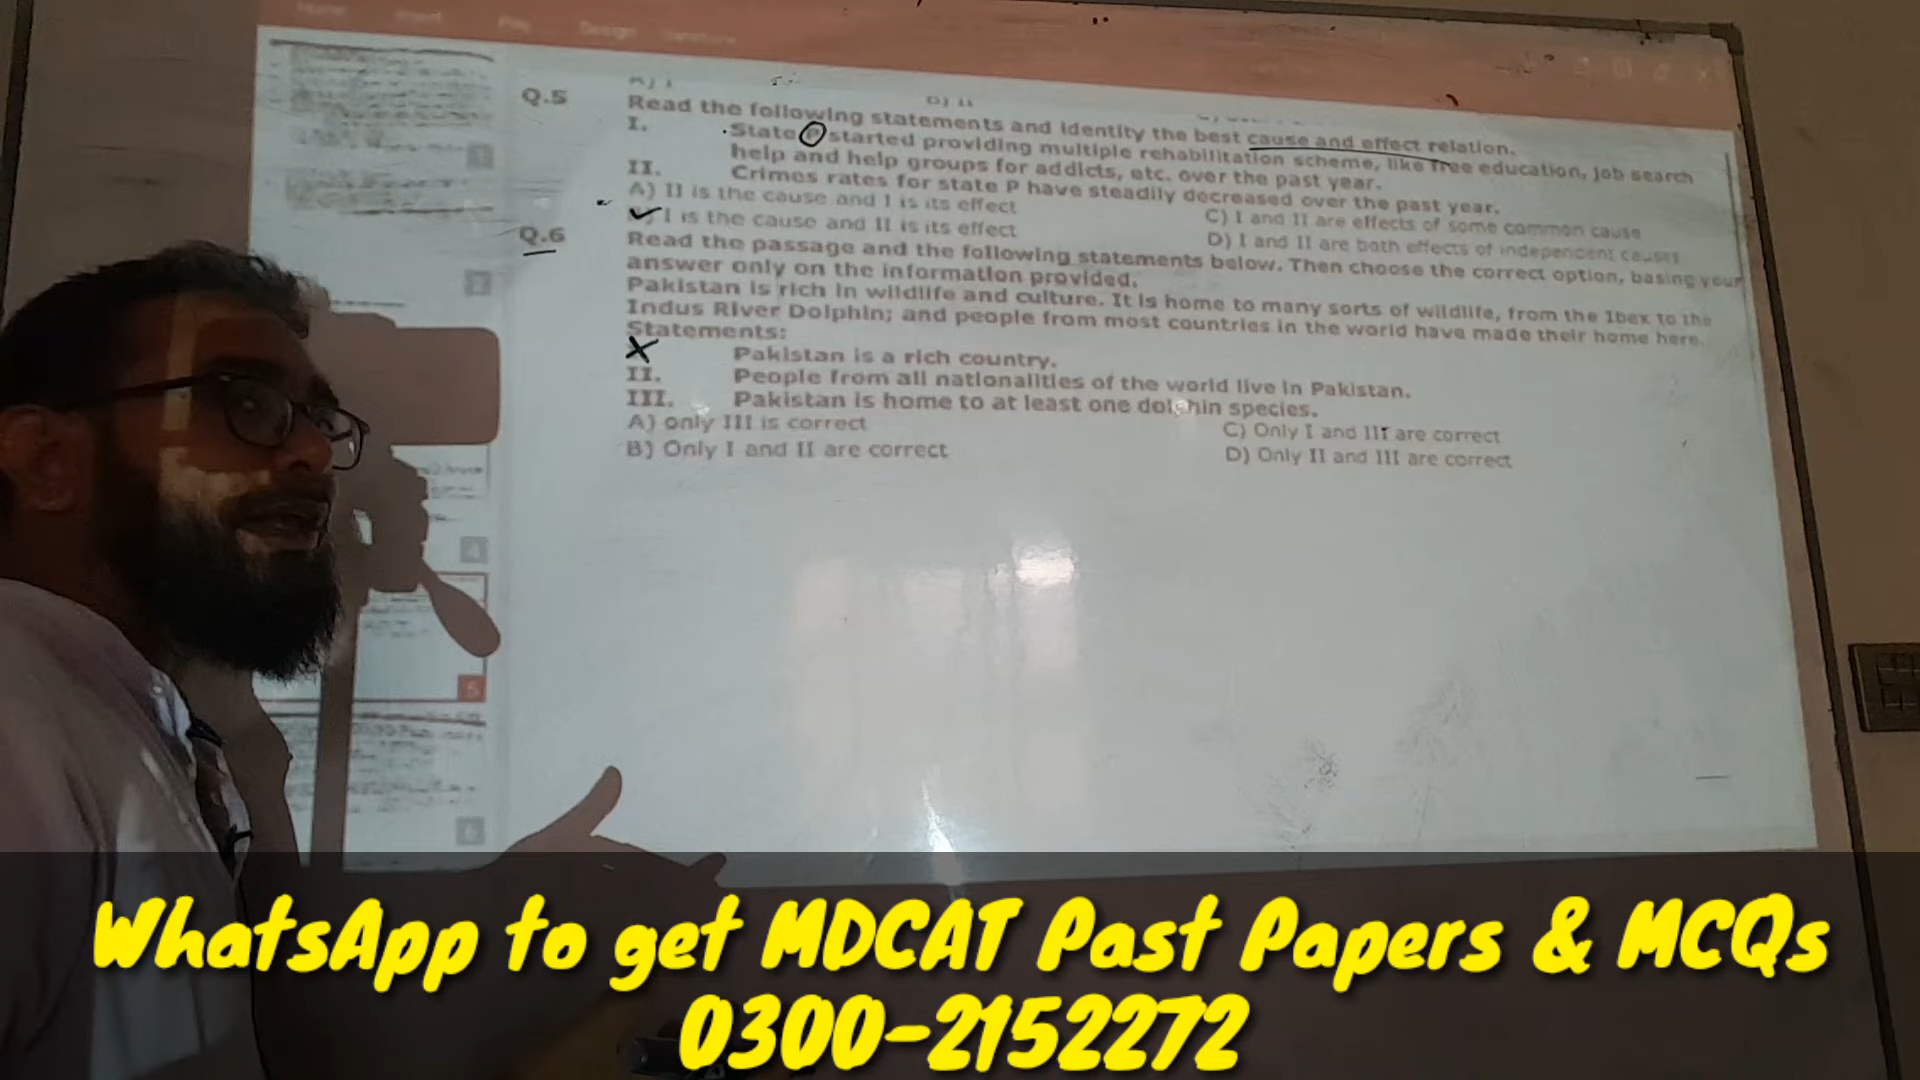 Home Insert Play Design
Q.5 Read the following statements and identity the best cause and effect relation.
I. State P started providing multiple rehabilitation scheme, like free education, job search
help and help groups for addicts, etc. over the past year.
II. Crimes rates for state P have steadily decreased over the past year.
A) II is the cause and I is its effect
I is the cause and II is its effect
C) I and II are effects of some common cause
D) I and II are both effects of independent causes
Q.6 Read the passage and the following statements below. Then choose the correct option, basing your
answer only on the information provided.
Pakistan is rich in wildlife and culture. It is home to many sorts of wildlife, from the Ibex to the
Indus River Dolphin; and people from most countries in the world have made their home here.
Statements:
Pakistan is a rich country.
II. People from all nationalities of the world live in Pakistan.
III. Pakistan is home to at least one dolphin species.
A) only III is correct
B) Only I and II are correct
C) Only I and III are correct
D) Only II and III are correct
1
2
4
5
6
WhatsApp to get MDCAT Past Papers & MCQs
0300-2152272